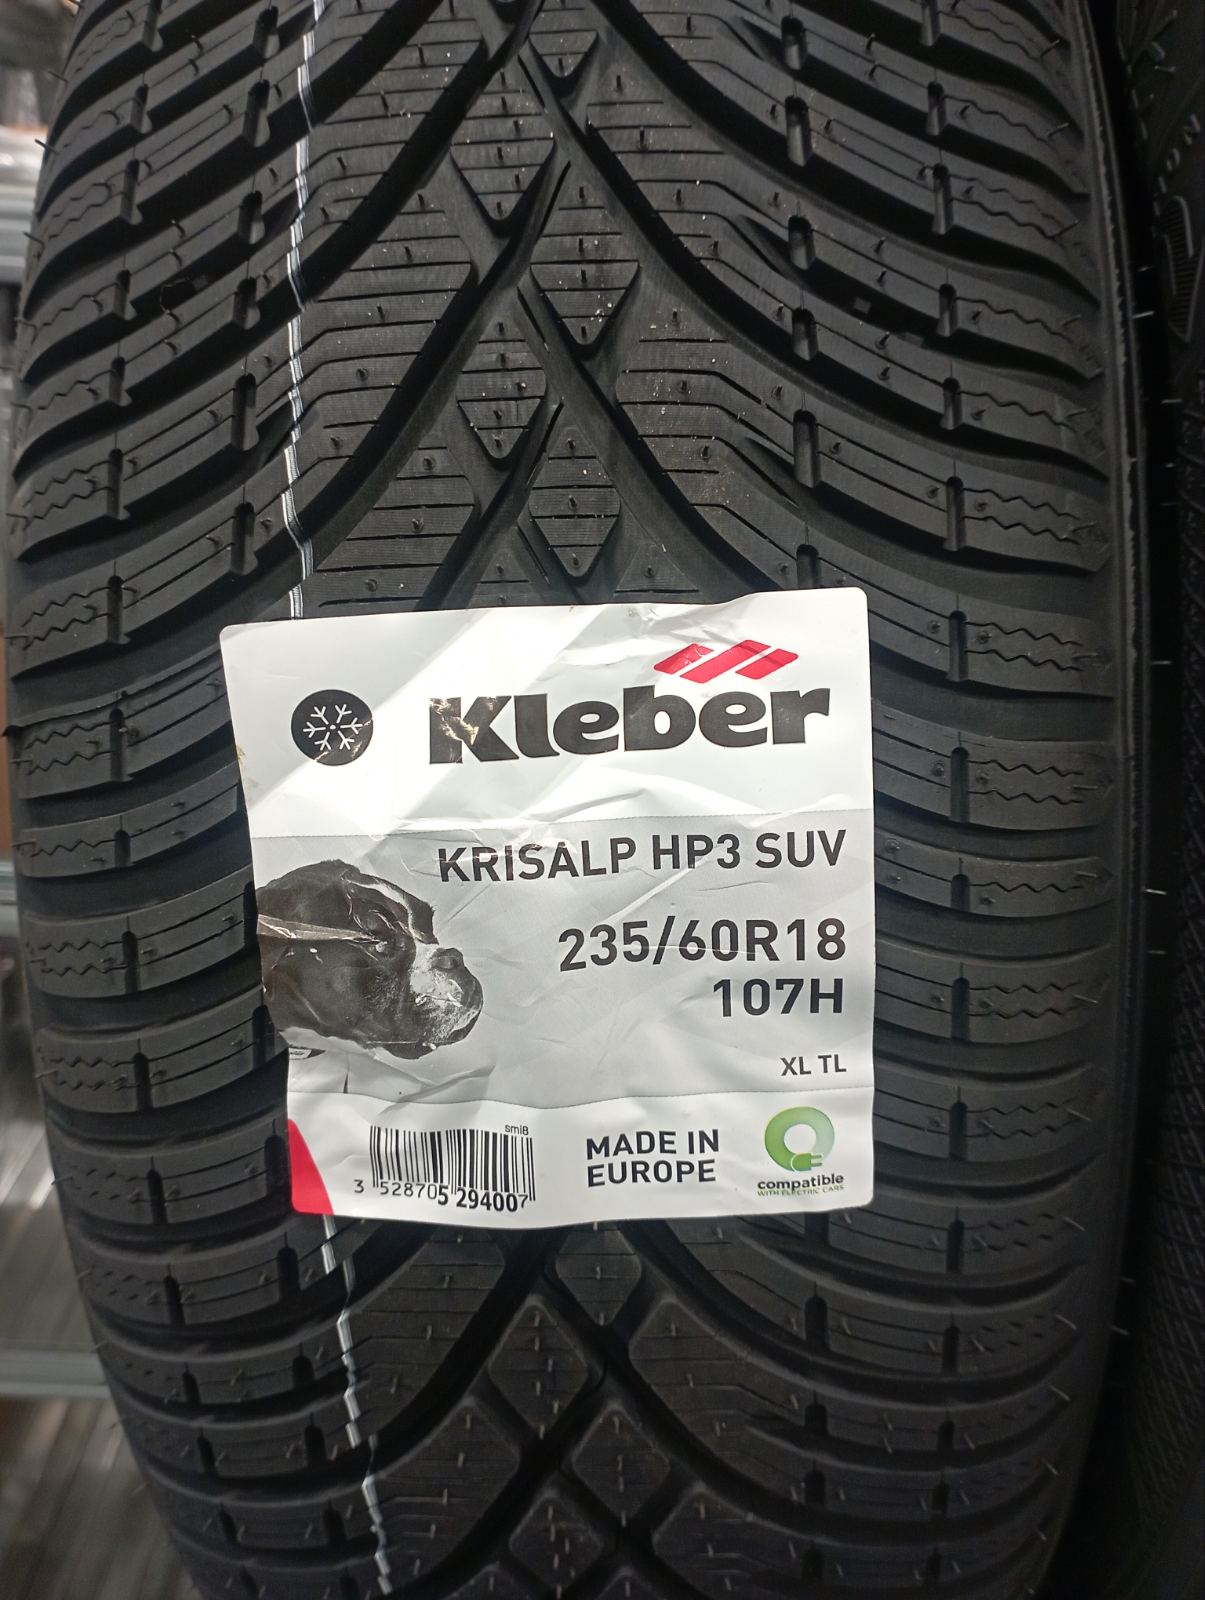 Kleber
KRISALP HP3 SUV
235/60R18
107H
XL TL
smi8
3 528705 294007
MADE IN
EUROPE
compatible
WITH ELECTRIC CARS